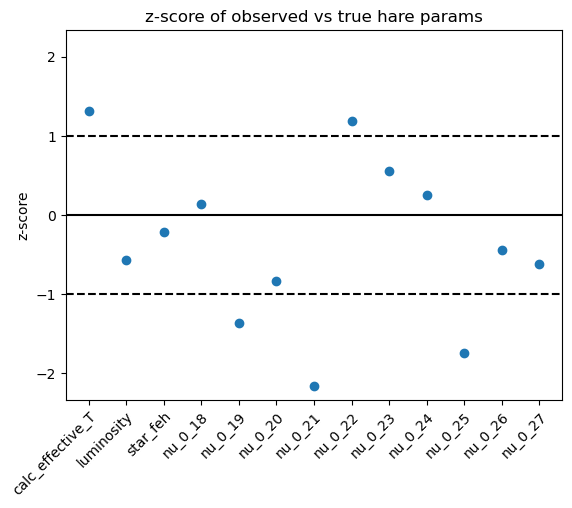 z-score of observed vs true hare params
z-score
2
1
0
−1
−2
calc_effective_T
luminosity
star_feh
nu_0_18
nu_0_19
nu_0_20
nu_0_21
nu_0_22
nu_0_23
nu_0_24
nu_0_25
nu_0_26
nu_0_27